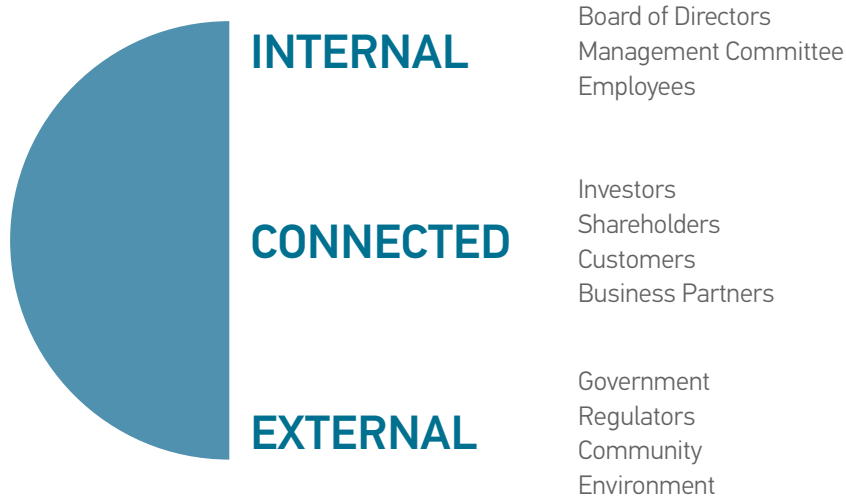 INTERNAL
Board of Directors
Management Committee
Employees
CONNECTED
Investors
Shareholders
Customers
Business Partners
EXTERNAL
Government
Regulators
Community
Environment